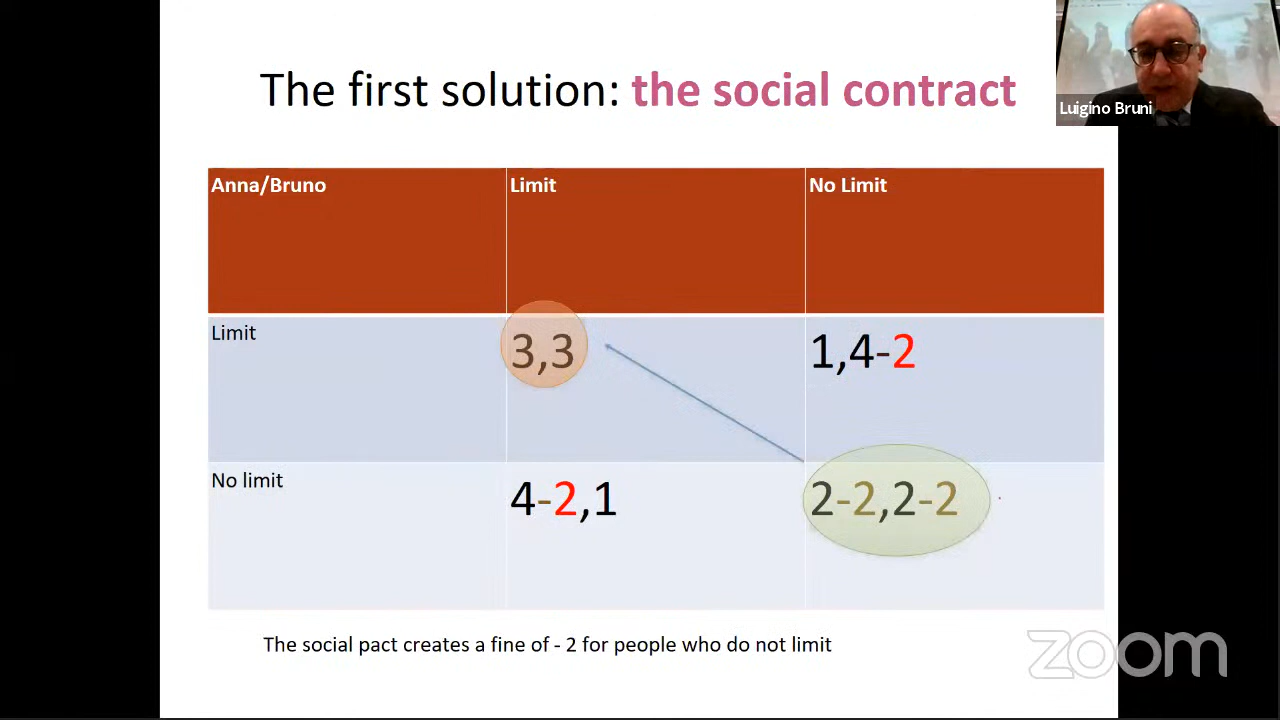 The first solution: the social contract
Luigino Bruni
Anna/Bruno Limit No Limit
Limit 3,3 1,4-2
No limit 4-2,1 2-2,2-2
The social pact creates a fine of - 2 for people who do not limit
zoom